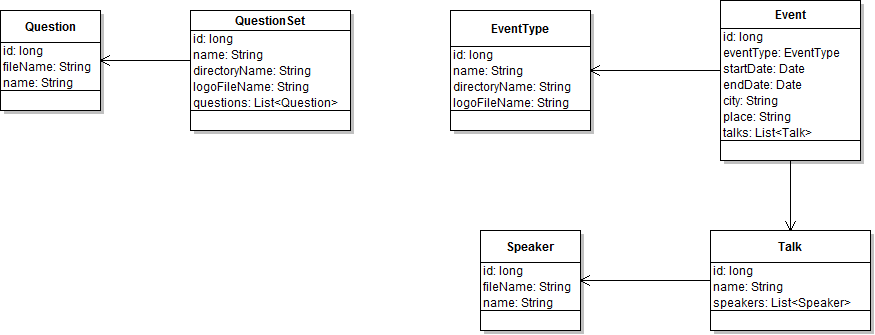 Question
id: long
fileName: String
name: String
QuestionSet
id: long
name: String
directoryName: String
logoFileName: String
questions: List<Question>
EventType
id: long
name: String
directoryName: String
logoFileName: String
Event
id: long
eventType: EventType
startDate: Date
endDate: Date
city: String
place: String
talks: List<Talk>
Speaker
id: long
fileName: String
name: String
Talk
id: long
name: String
speakers: List<Speaker>